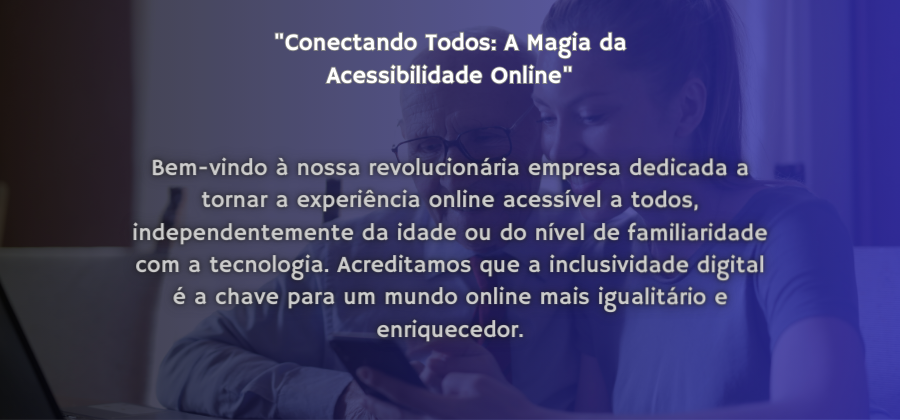 "Conectando Todos: A Magia da
Acessibilidade Online"
Bem-vindo à nossa revolucionária empresa dedicada a
tornar a experiência online acessível a todos,
independentemente da idade ou do nível de familiaridade
com a tecnologia. Acreditamos que a inclusividade digital
é a chave para um mundo online mais igualitário e
enriquecedor.